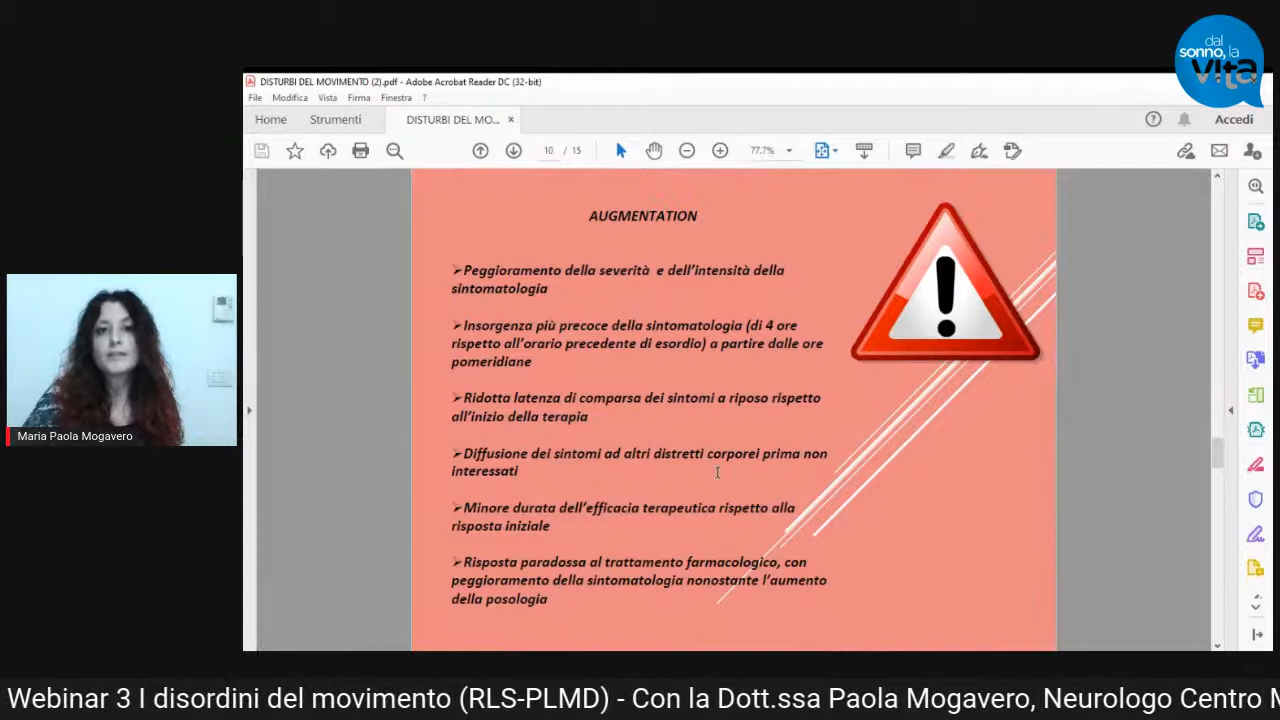 dal
sonno, la
vita
DISTURBI DEL MOVIMENTO (2).pdf - Adobe Acrobat Reader DC (32-bit)
File Modifica Vista Firma Finestra ?
Home Strumenti DISTURBI DEL MO... × Accedi
10 / 15 77.7%
AUGMENTATION
➢Peggioramento della severità e dell'intensità della
sintomatologia
➢Insorgenza più precoce della sintomatologia (di 4 ore
rispetto all'orario precedente di esordio) a partire dalle ore
pomeridiane
➢Ridotta latenza di comparsa dei sintomi a riposo rispetto
all'inizio della terapia
➢Diffusione dei sintomi ad altri distretti corporei prima non
interessati
➢Minore durata dell'efficacia terapeutica rispetto alla
risposta iniziale
➢Risposta paradossa al trattamento farmacologico, con
peggioramento della sintomatologia nonostante l'aumento
della posologia
Maria Paola Mogavero
Webinar 3 I disordini del movimento (RLS-PLMD) - Con la Dott.ssa Paola Mogavero, Neurologo Centro M